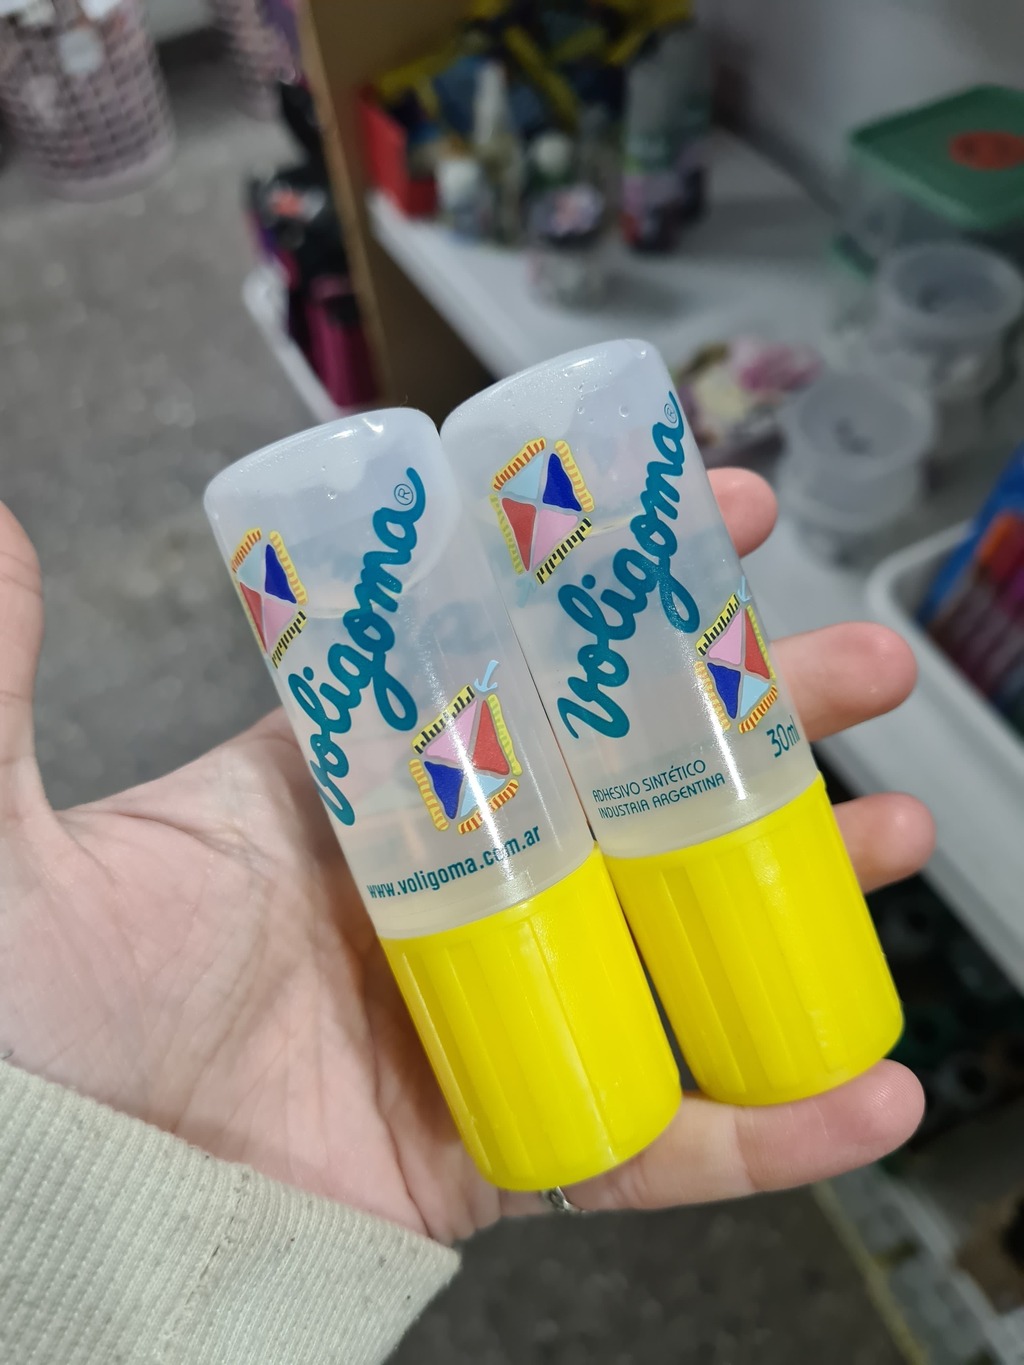 Voligoma®
www.voligoma.com.ar
Voligoma®
30ml
ADHESIVO SINTÉTICO
INDUSTRIA ARGENTINA